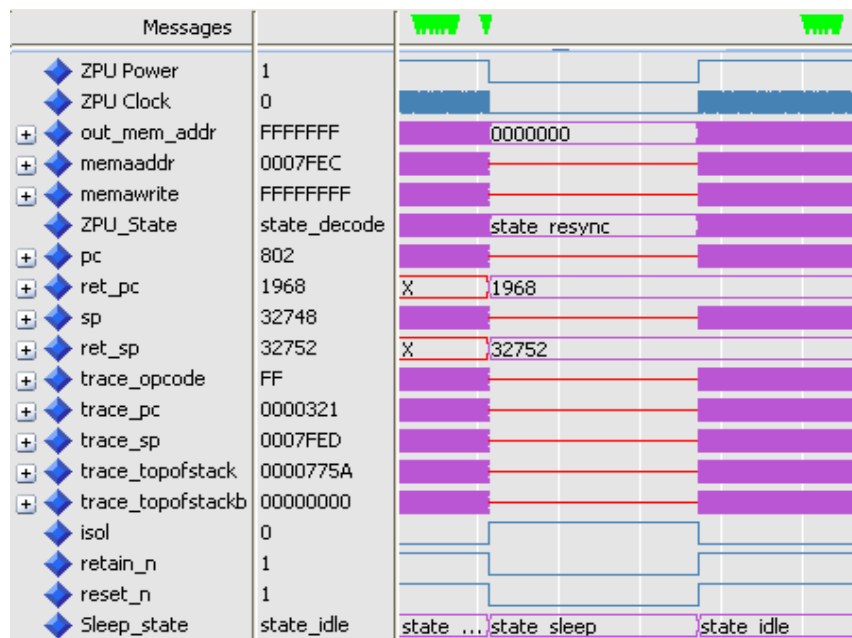 Messages
ZPU Power 1
ZPU Clock 0
out_mem_addr FFFFFFF 0000000
memaaddr 0007FEC
memawrite FFFFFFFF
ZPU_State state_decode state_resync
pc 802
ret_pc 1968 X 1968
sp 32748
ret_sp 32752 X 32752
trace_opcode FF
trace_pc 0000321
trace_sp 0007FED
trace_topofstack 0000775A
trace_topofstackb 00000000
isol 0
retain_n 1
reset_n 1
Sleep_state state_idle state ... state_sleep state_idle